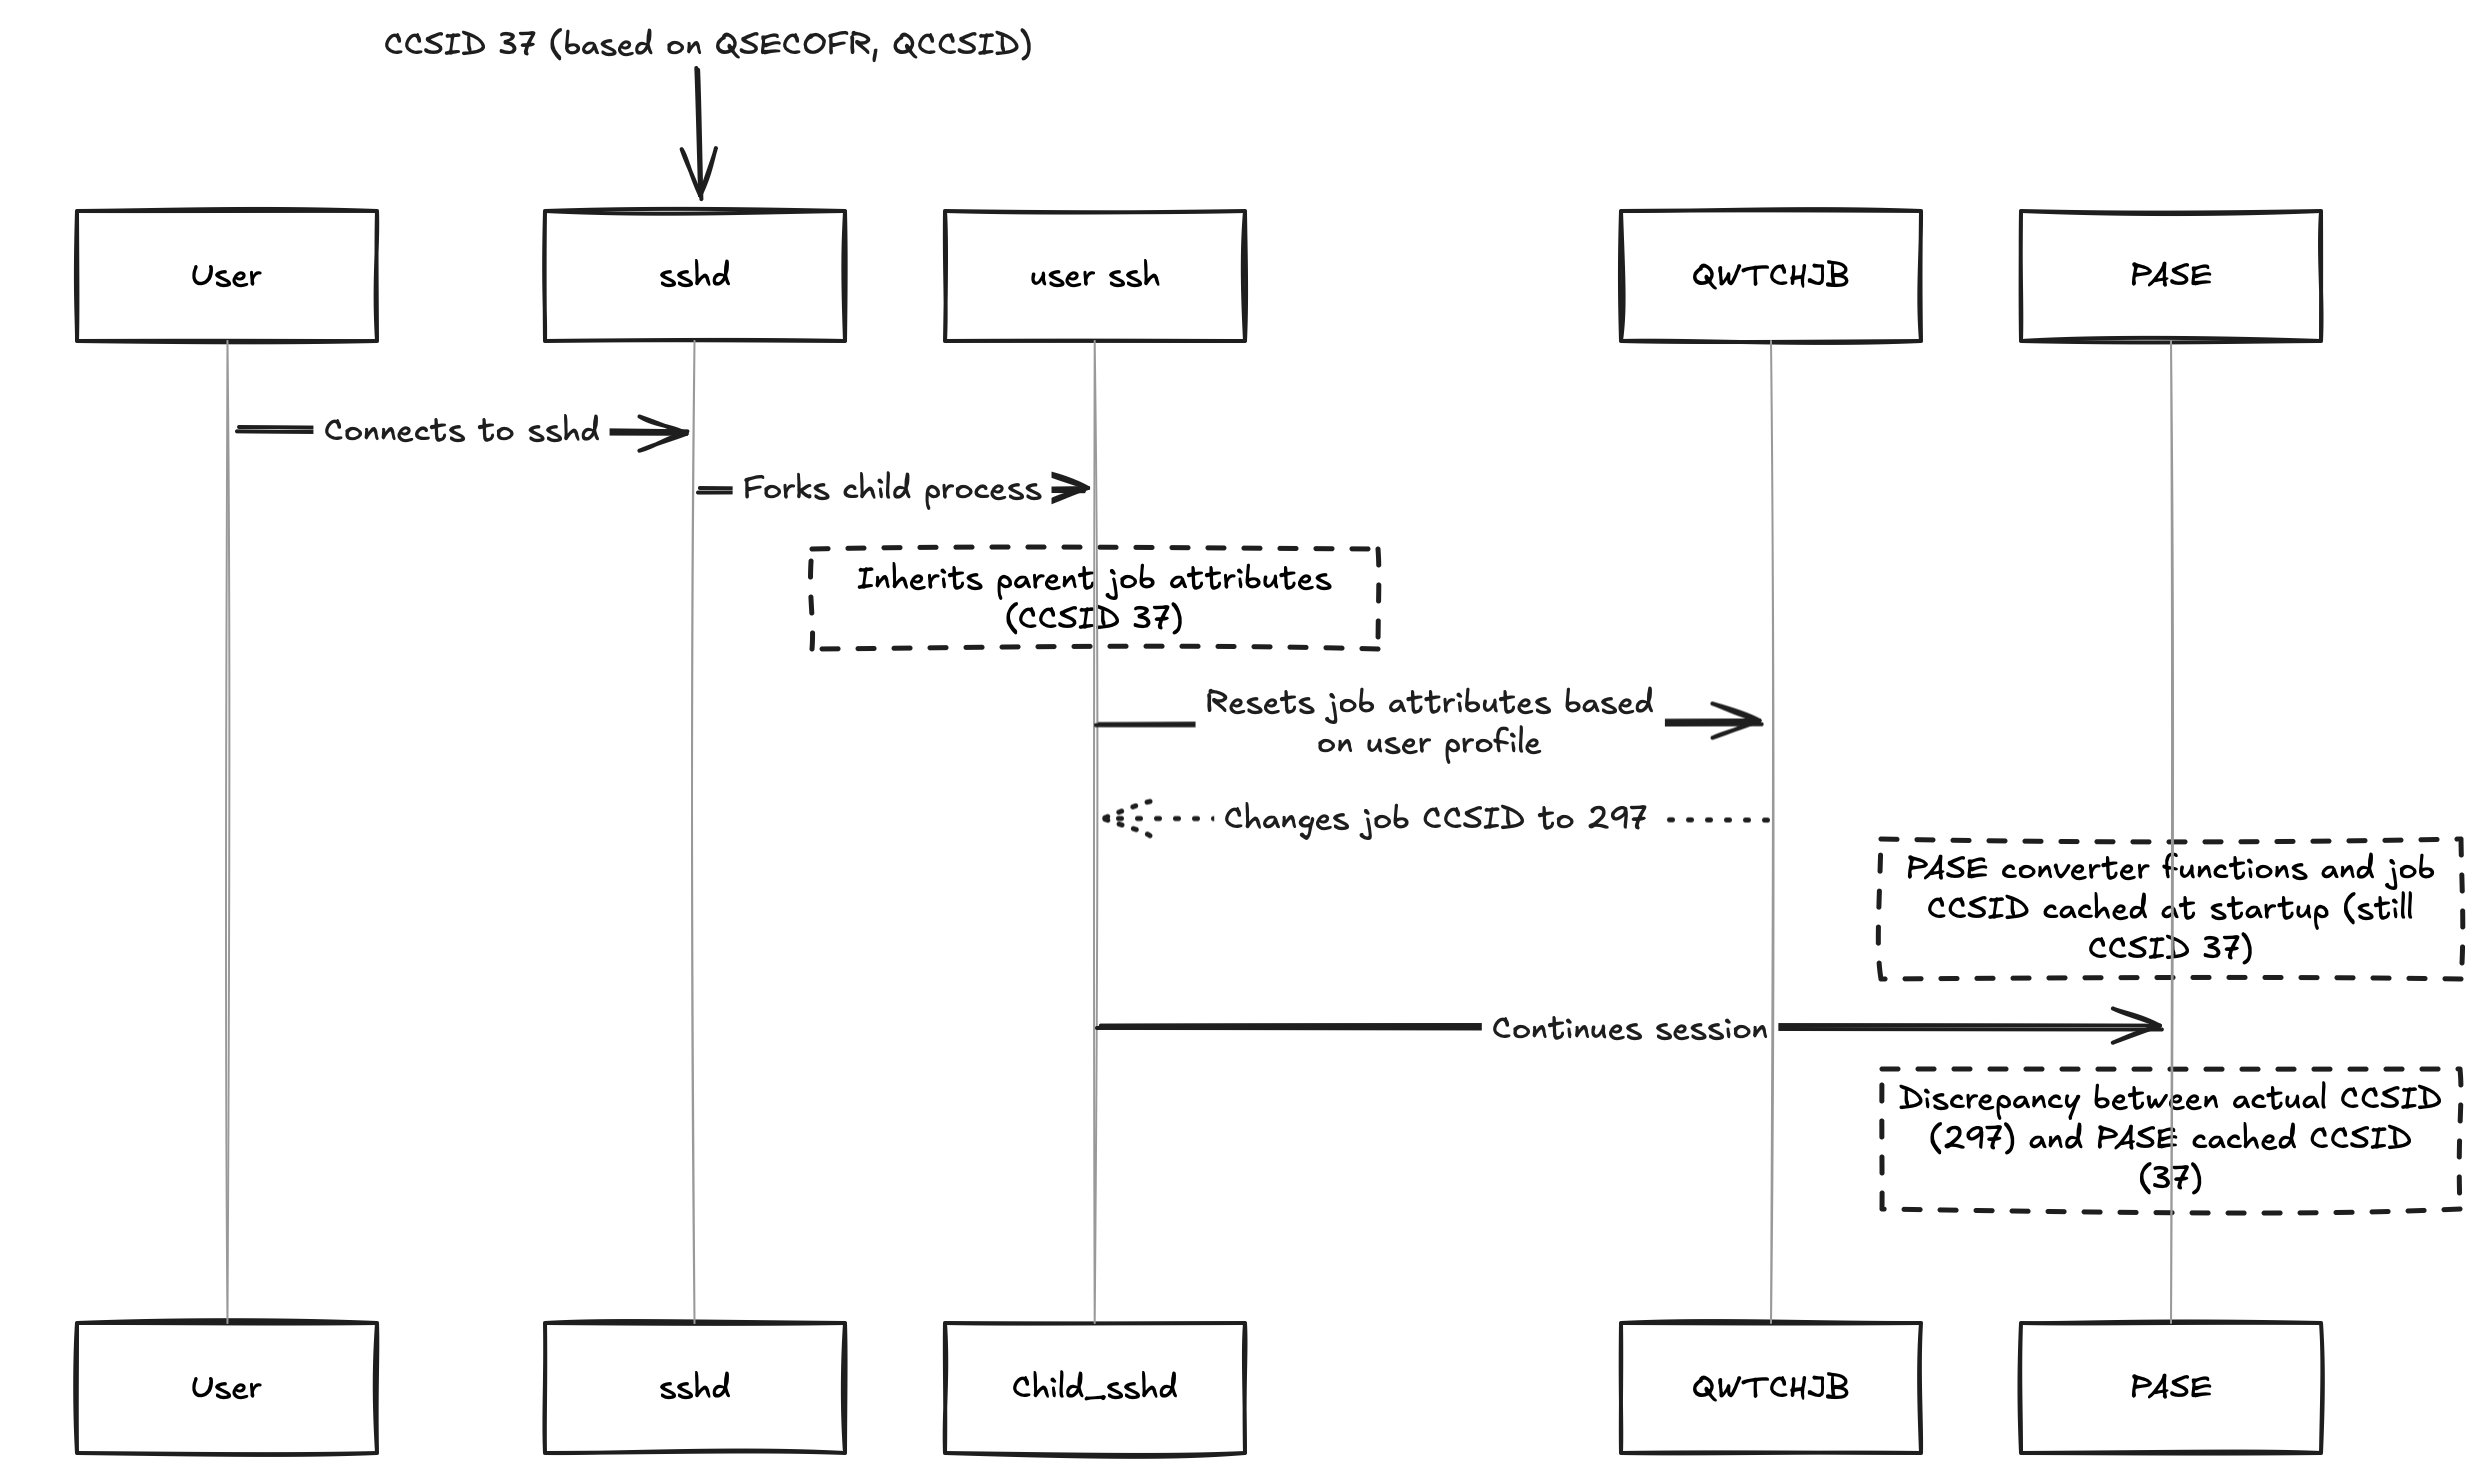 CCSID 37 (based on QSECOFR, QCCSID)
User
sshd
user ssh
QWTCHJB
PASE
Connects to sshd
Forks child process
Inherits parent job attributes
(CCSID 37)
Resets job attributes based
on user profile
Changes job CCSID to 297
PASE converter functions and job
CCSID cached at startup (still
CCSID 37)
Continues session
Discrepancy between actual CCSID
(297) and PASE cached CCSID
(37)
User
sshd
Child_sshd
QWTCHJB
PASE